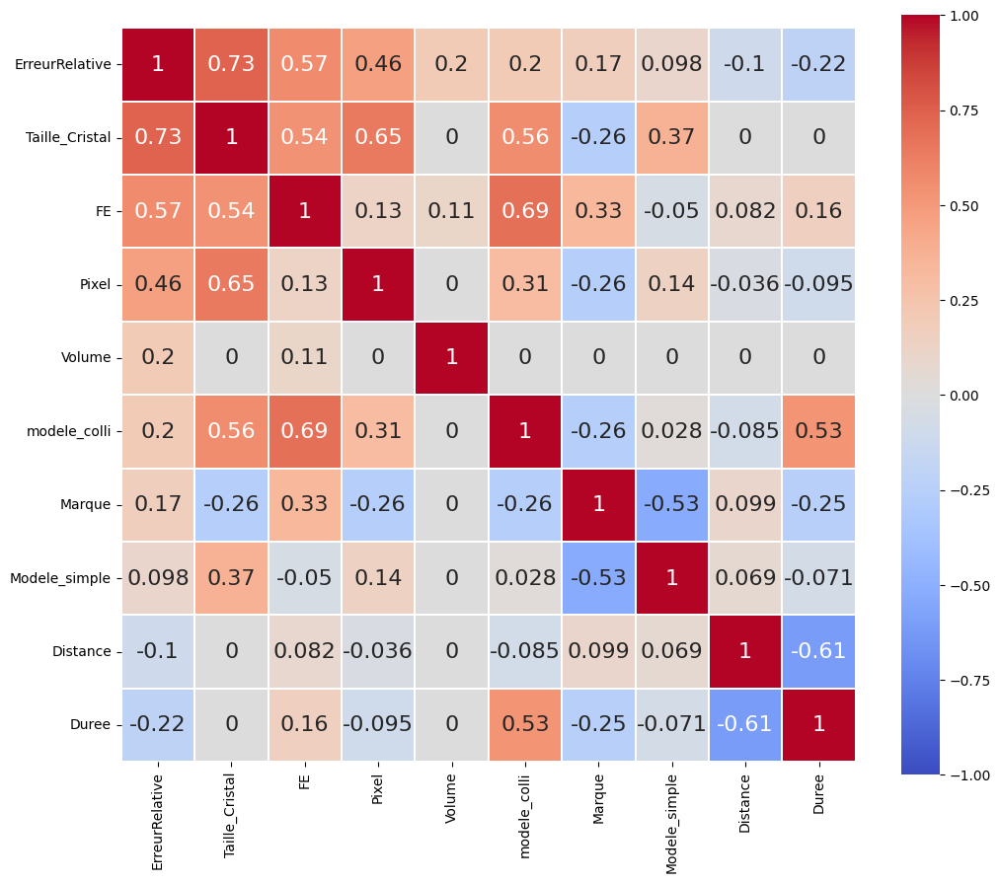 ErreurRelative 1 0.73 0.57 0.46 0.2 0.2 0.17 0.098 -0.1 -0.22
Taille_Cristal 0.73 1 0.54 0.65 0 0.56 -0.26 0.37 0 0
FE 0.57 0.54 1 0.13 0.11 0.69 0.33 -0.05 0.082 0.16
Pixel 0.46 0.65 0.13 1 0 0.31 -0.26 0.14 -0.036 -0.095
Volume 0.2 0 0.11 0 1 0 0 0 0 0
modele_colli 0.2 0.56 0.69 0.31 0 1 -0.26 0.028 -0.085 0.53
Marque 0.17 -0.26 0.33 -0.26 0 -0.26 1 -0.53 0.099 -0.25
Modele_simple 0.098 0.37 -0.05 0.14 0 0.028 -0.53 1 0.069 -0.071
Distance -0.1 0 0.082 -0.036 0 -0.085 0.099 0.069 1 -0.61
Duree -0.22 0 0.16 -0.095 0 0.53 -0.25 -0.071 -0.61 1
ErreurRelative Taille_Cristal FE Pixel Volume modele_colli Marque Modele_simple Distance Duree
1.00
0.75
0.50
0.25
0.00
−0.25
−0.50
−0.75
−1.00